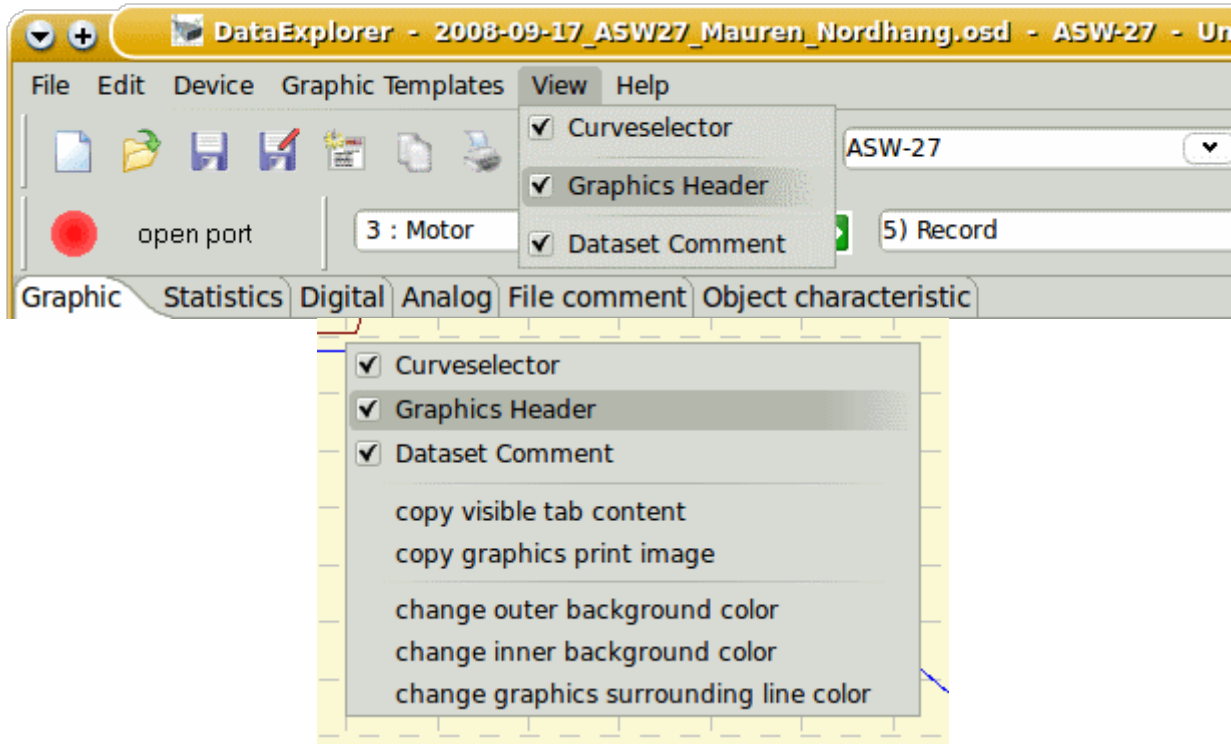 DataExplorer - 2008-09-17_ASW27_Mauren_Nordhang.osd - ASW-27 - Un
File Edit Device Graphic Templates View Help
Curveselector
ASW-27
Graphics Header
open port
3 : Motor
5) Record
Dataset Comment
Graphic Statistics Digital Analog File comment Object characteristic
Curveselector
Graphics Header
Dataset Comment
copy visible tab content
copy graphics print image
change outer background color
change inner background color
change graphics surrounding line color